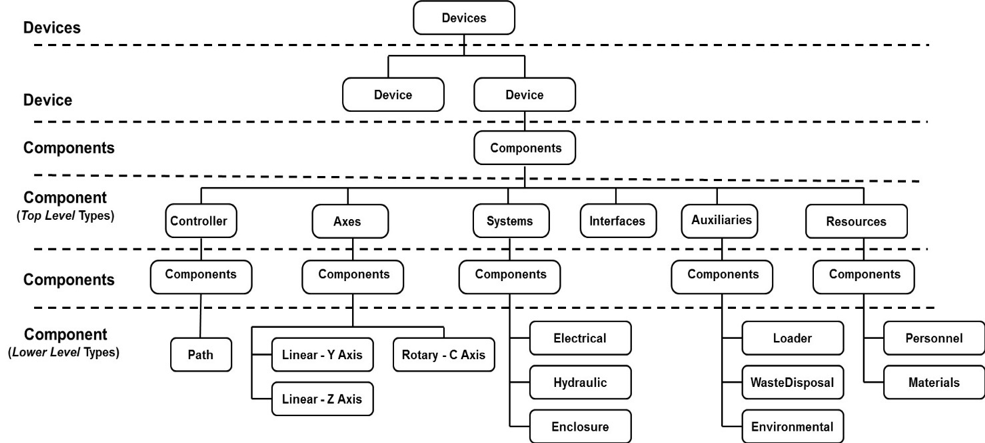 Devices
Devices
Device
Device
Device
Components
Components
Component
(Top Level Types)
Controller
Axes
Systems
Interfaces
Auxiliaries
Resources
Components
Components
Components
Components
Components
Components
Component
(Lower Level Types)
Path
Linear - Y Axis
Rotary - C Axis
Linear - Z Axis
Electrical
Hydraulic
Enclosure
Loader
WasteDisposal
Environmental
Personnel
Materials